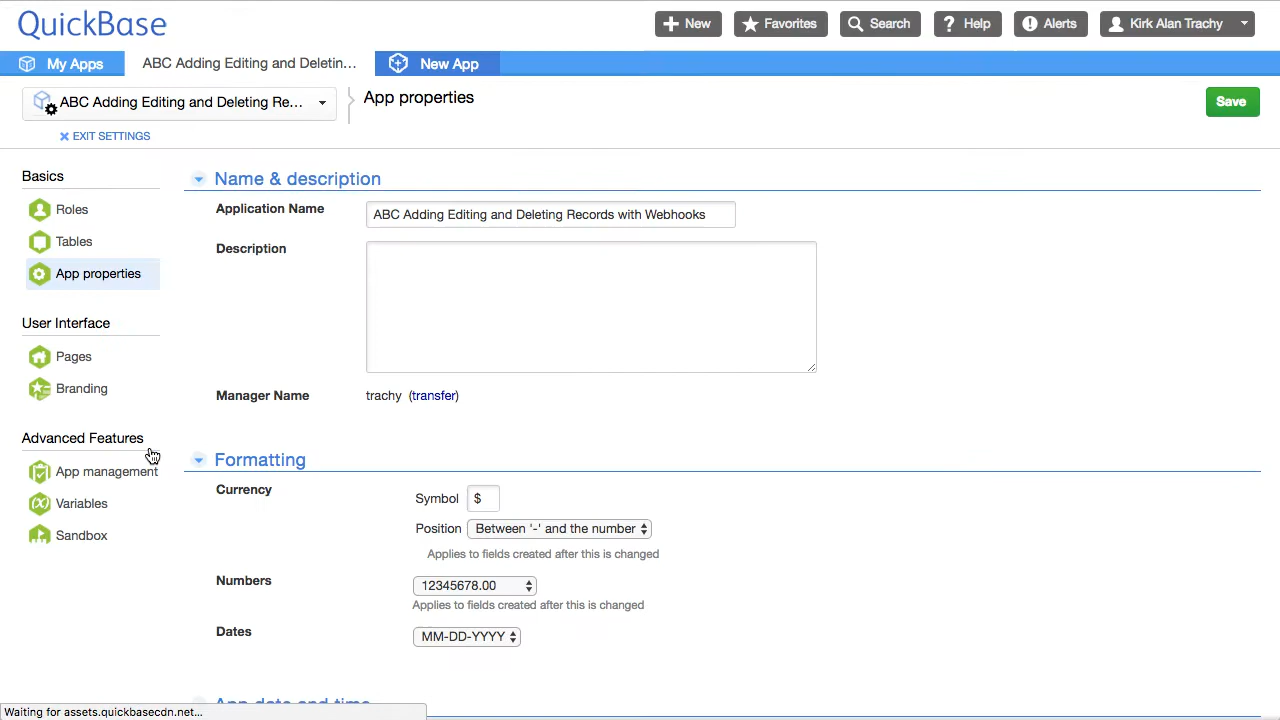 QuickBase
New
Favorites
Search
Help
Alerts
Kirk Alan Trachy
My Apps
ABC Adding Editing and Deletin...
New App
ABC Adding Editing and Deleting Re...
App properties
Save
EXIT SETTINGS
Basics
Roles
Tables
App properties
User Interface
Pages
Branding
Advanced Features
App management
Variables
Sandbox
Name & description
Application Name
ABC Adding Editing and Deleting Records with Webhooks
Description
Manager Name
trachy (transfer)
Formatting
Currency
Symbol $
Position Between '-' and the number
Applies to fields created after this is changed
Numbers
12345678.00
Applies to fields created after this is changed
Dates
MM-DD-YYYY
App date and time
Waiting for assets.quickbasecdn.net...